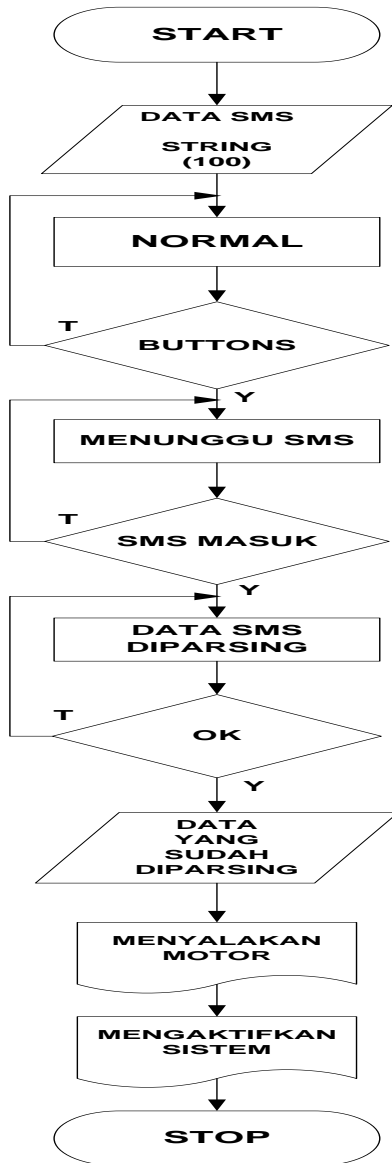 START
DATA SMS
STRING
(100)
NORMAL
T
BUTTONS
Y
MENUNGGU SMS
T
SMS MASUK
Y
DATA SMS
DIPARSING
T
OK
Y
DATA
YANG
SUDAH
DIPARSING
MENYALAKAN
MOTOR
MENGAKTIFKAN
SISTEM
STOP